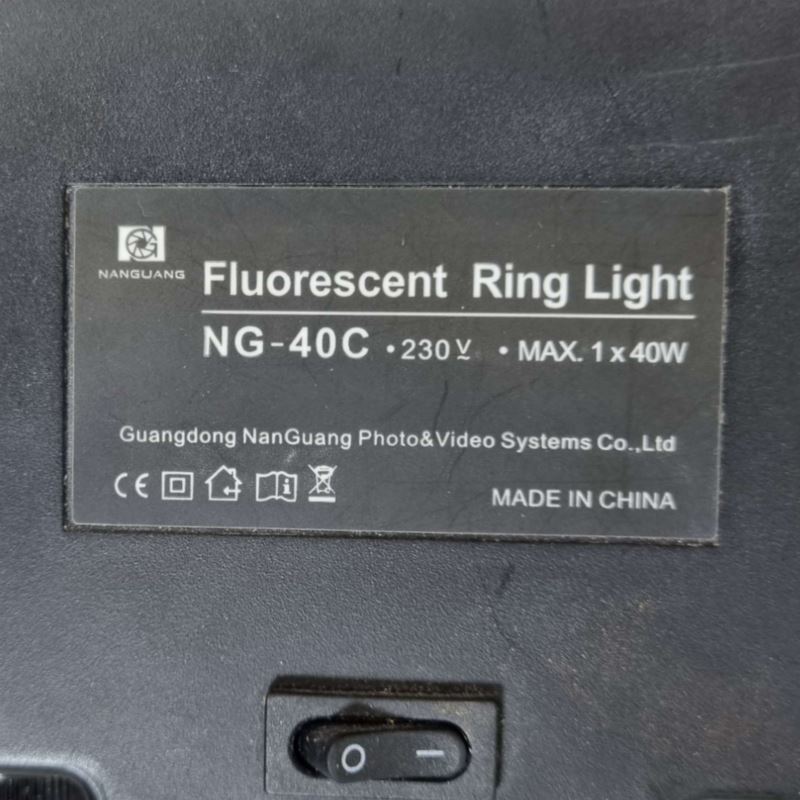 NANGUANG
Fluorescent Ring Light
NG-40C • 230 V~ • MAX. 1 x 40W
Guangdong NanGuang Photo&Video Systems Co.,Ltd
CE
MADE IN CHINA
O —